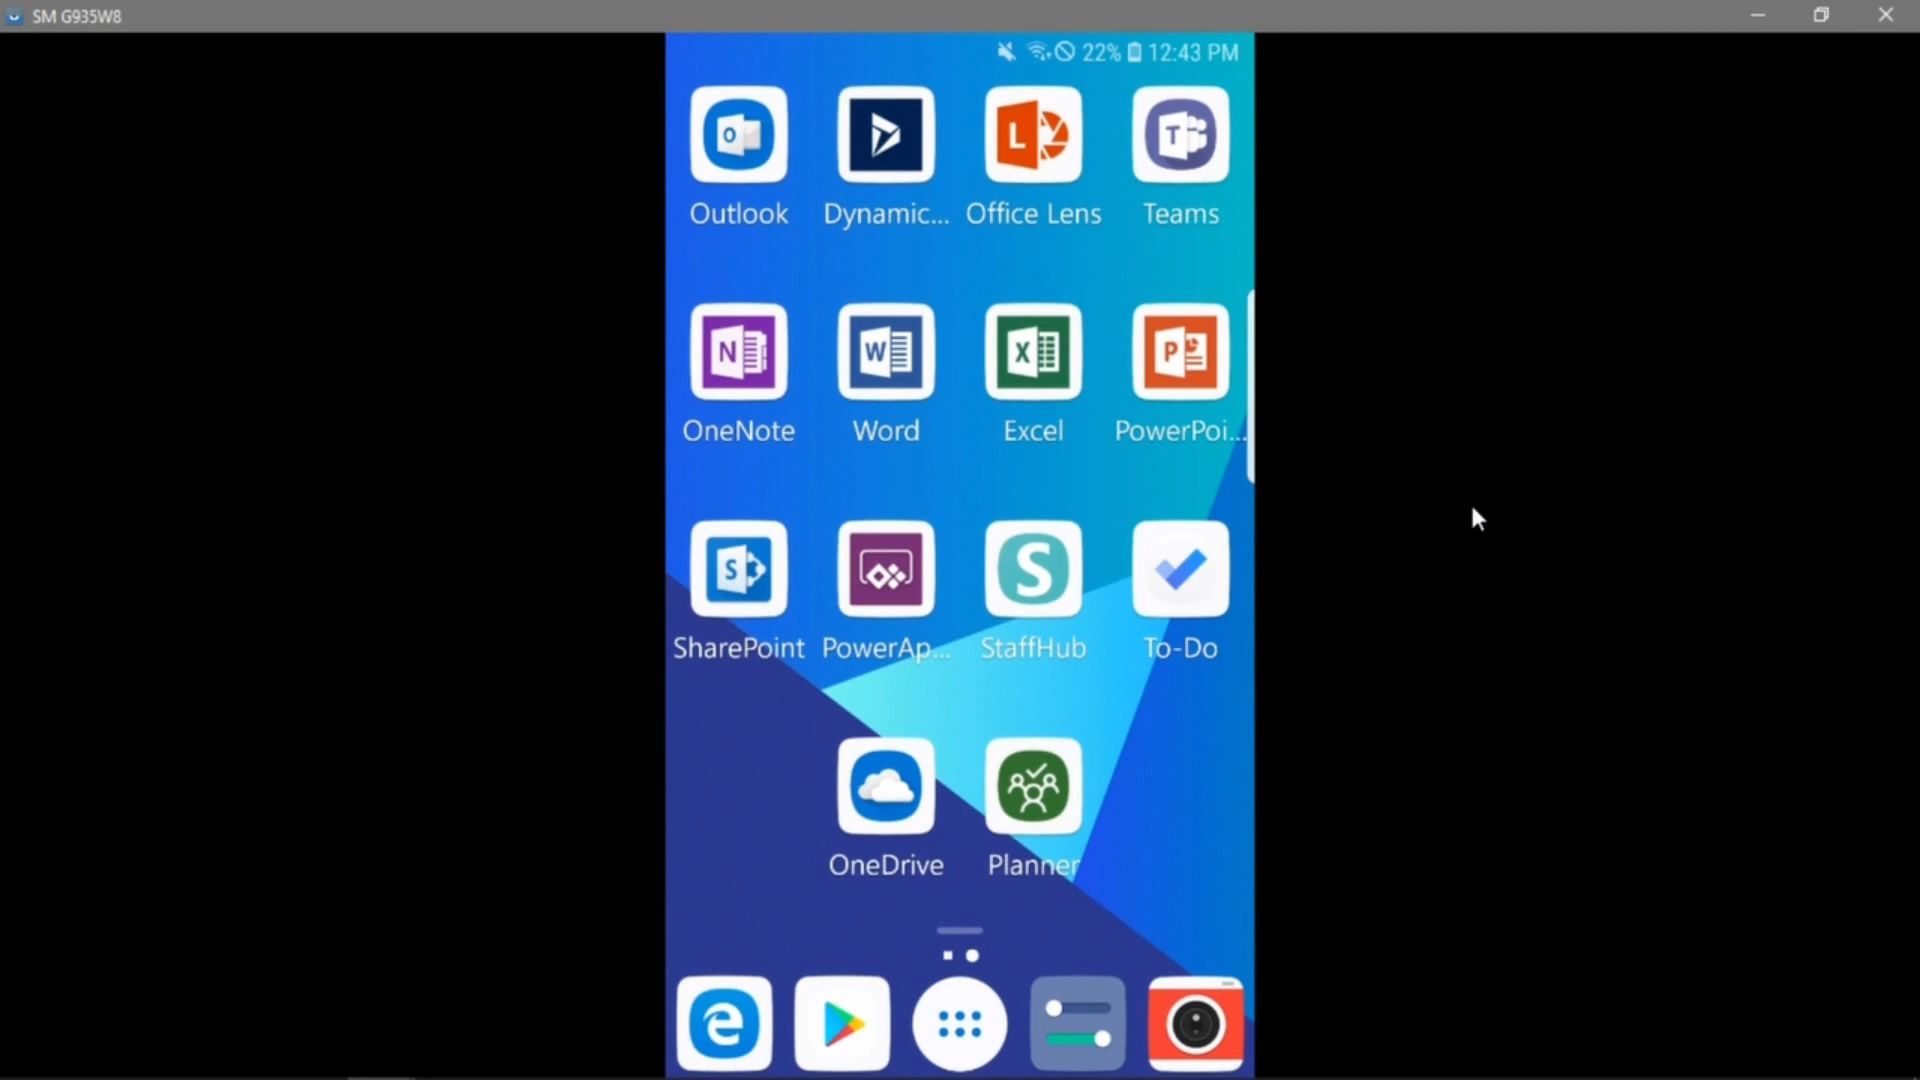 SM G935W8
22% 12:43 PM
Outlook Dynamic... Office Lens Teams
OneNote Word Excel PowerPoi...
SharePoint PowerAp... StaffHub To-Do
OneDrive Planner